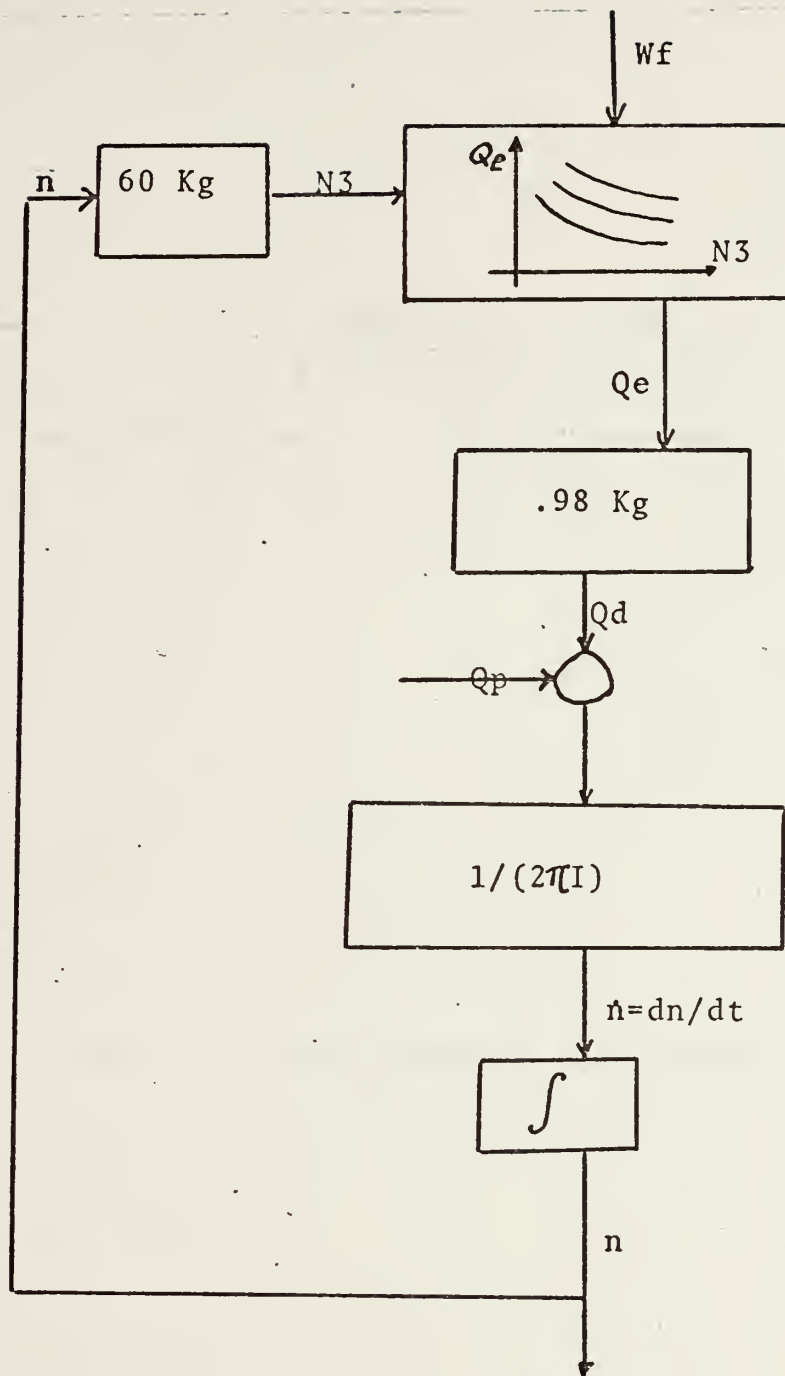 Wf
Qe
n
60 Kg
N3
N3
Qe
.98 Kg
Qd
Qp
1/(2πI)
ṅ=dn/dt
∫
n